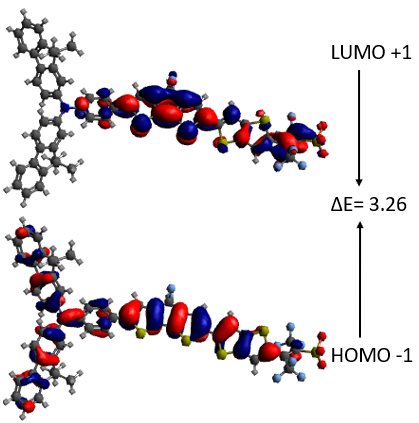 LUMO +1
ΔE= 3.26
HOMO -1